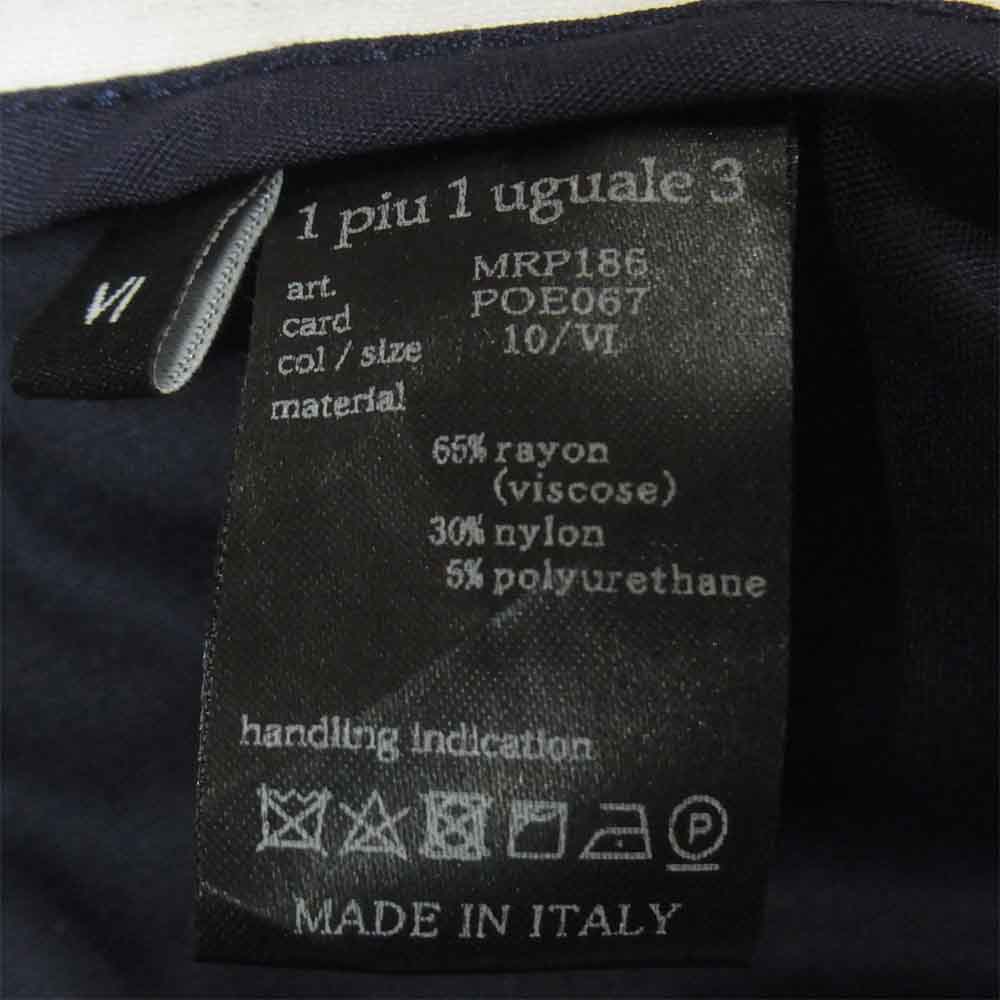 VI
1 piu 1 uguale 3
art. MRP186
card POE067
col / size 10/VI
material
65% rayon
(viscose)
30% nylon
5% polyurethane
handling indication
P
MADE IN ITALY